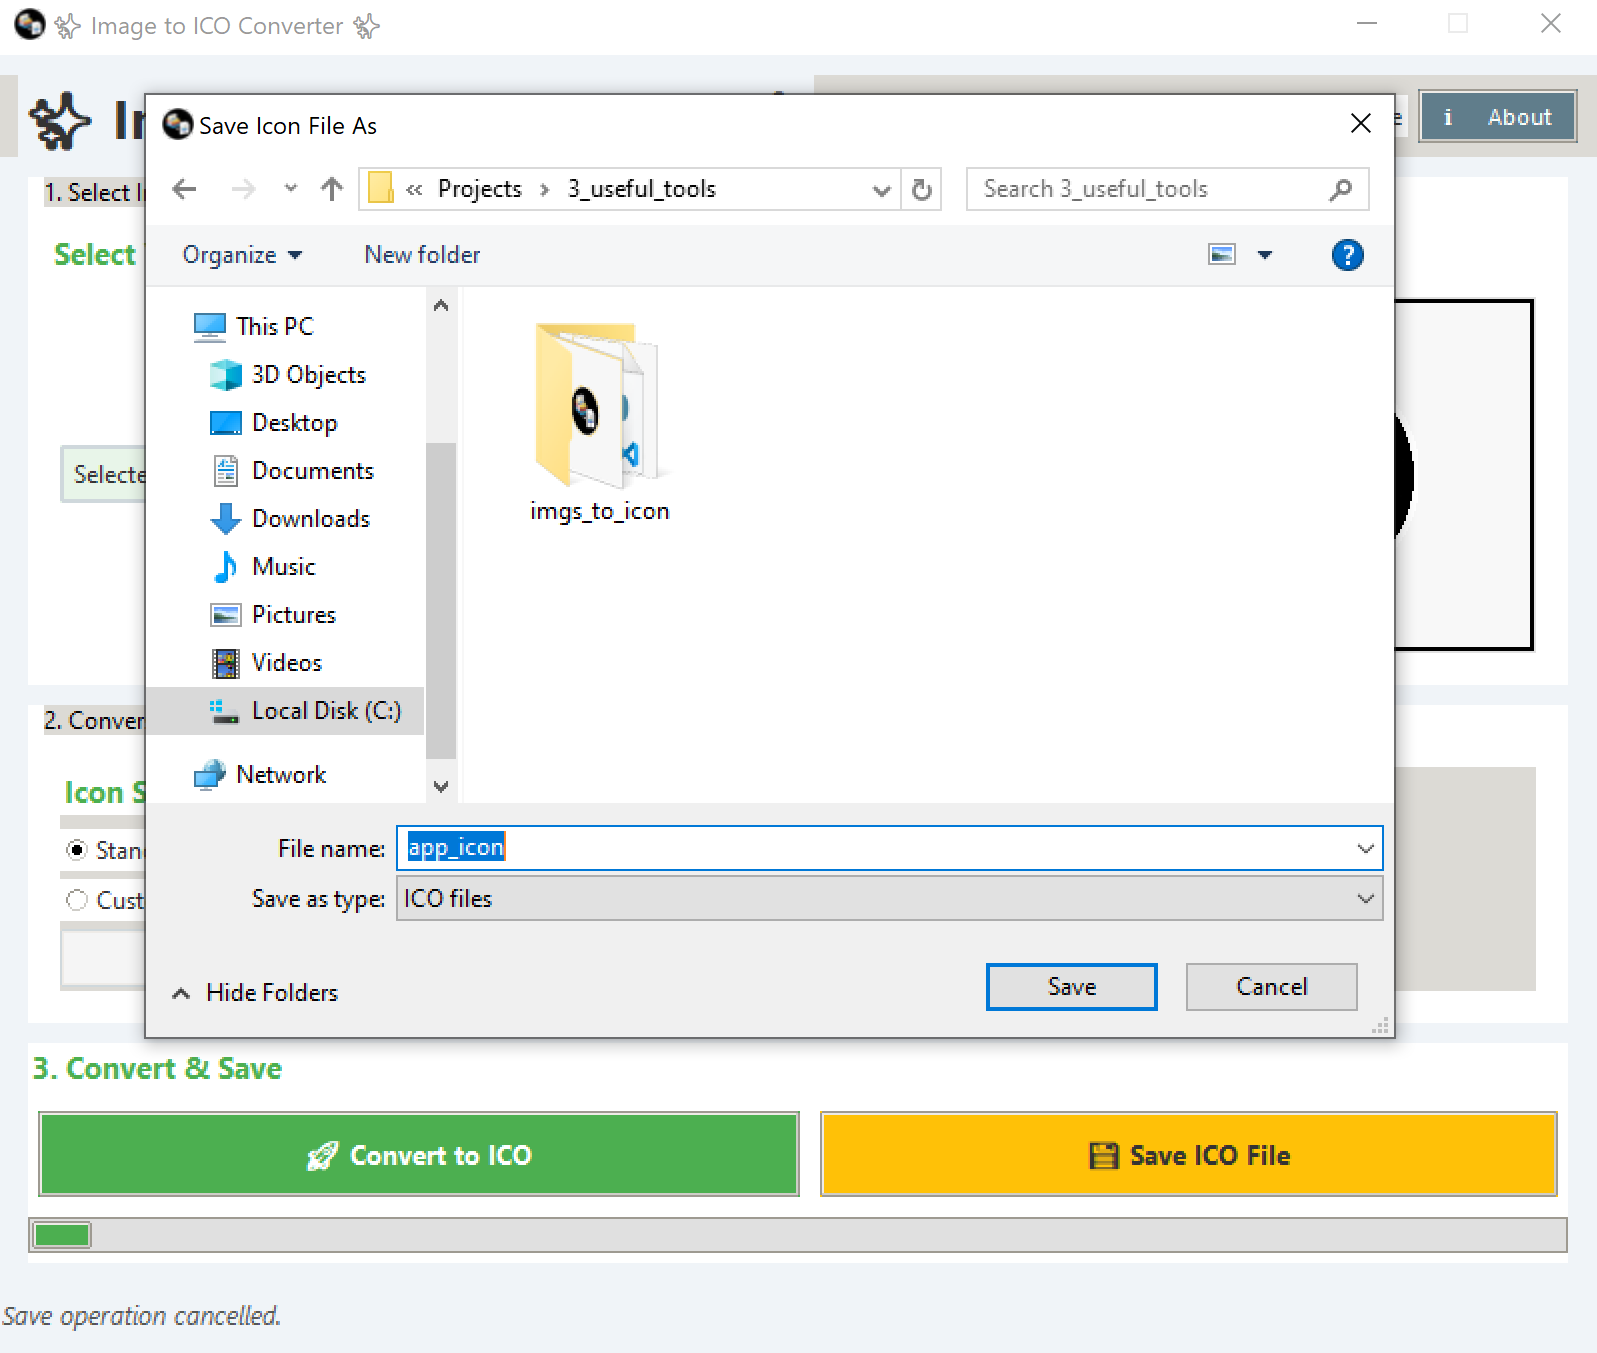 Image to ICO Converter
Save Icon File As
i About
« Projects > 3_useful_tools
Search 3_useful_tools
1. Select
Select
Organize
New folder
?
This PC
3D Objects
Desktop
Documents
Downloads
Music
Pictures
Videos
Local Disk (C:)
Network
imgs_to_icon
2. Conver
Icon S
Stan
Cust
Selecte
File name: app_icon
Save as type: ICO files
Hide Folders
Save
Cancel
3. Convert & Save
Convert to ICO
Save ICO File
Save operation cancelled.